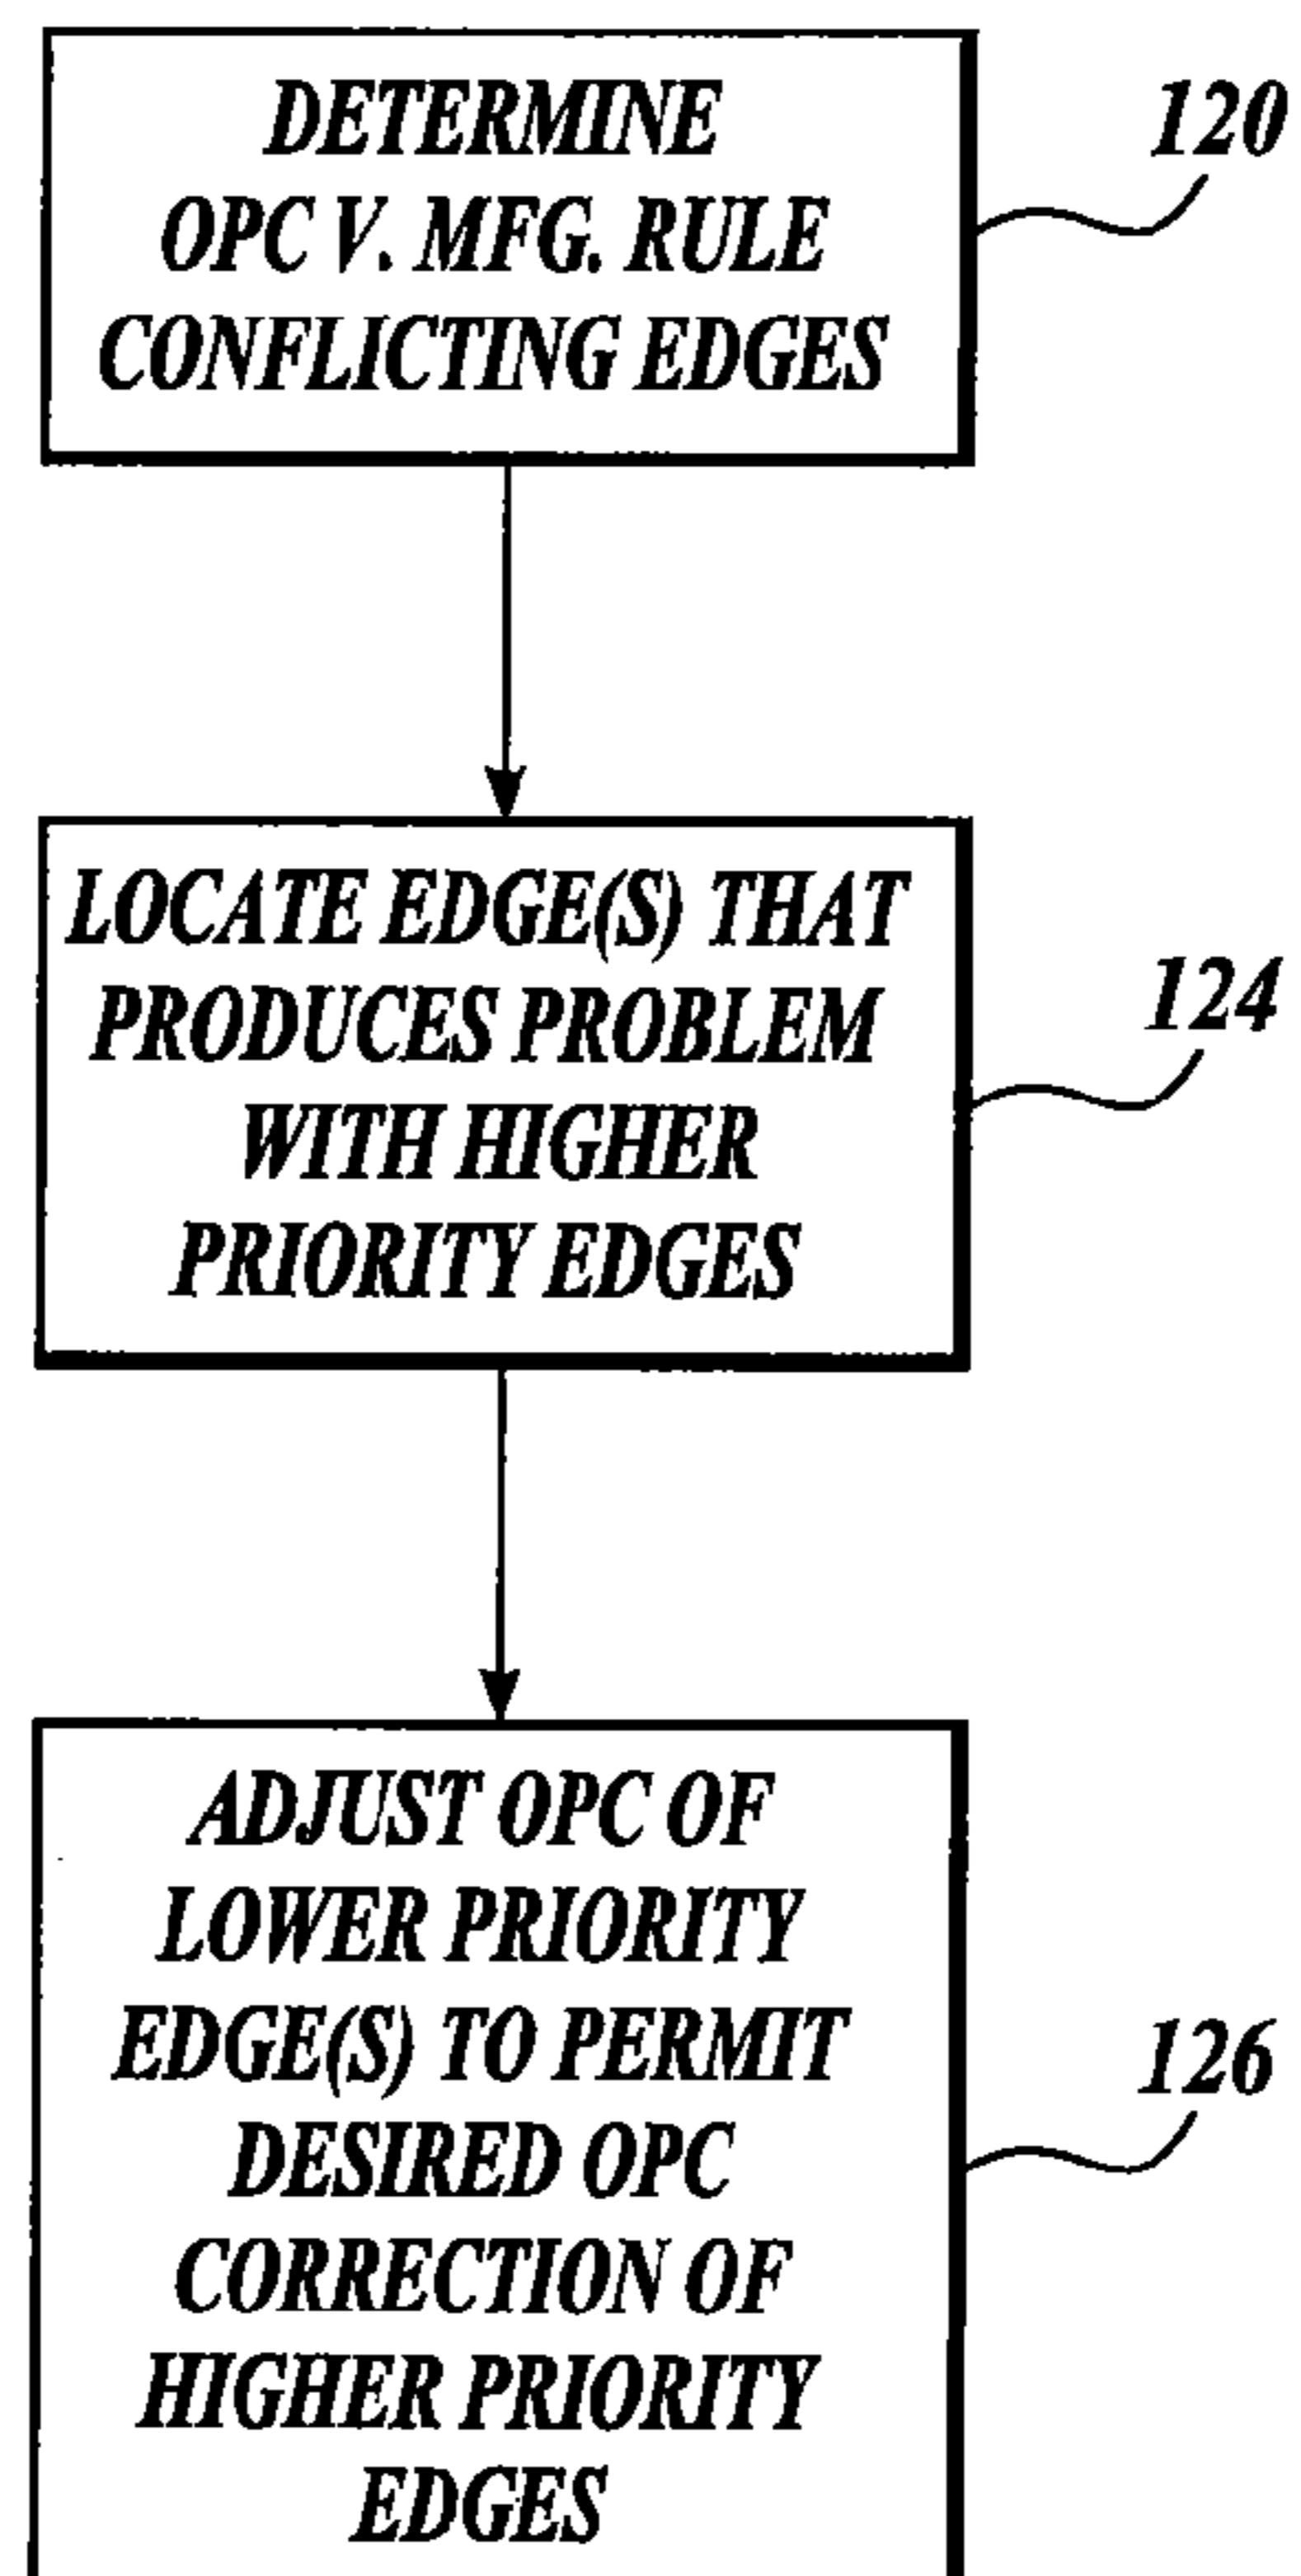 DETERMINE
OPC V. MFG. RULE
CONFLICTING EDGES
120
LOCATE EDGE(S) THAT
PRODUCES PROBLEM
WITH HIGHER
PRIORITY EDGES
124
ADJUST OPC OF
LOWER PRIORITY
EDGE(S) TO PERMIT
DESIRED OPC
CORRECTION OF
HIGHER PRIORITY
EDGES
126